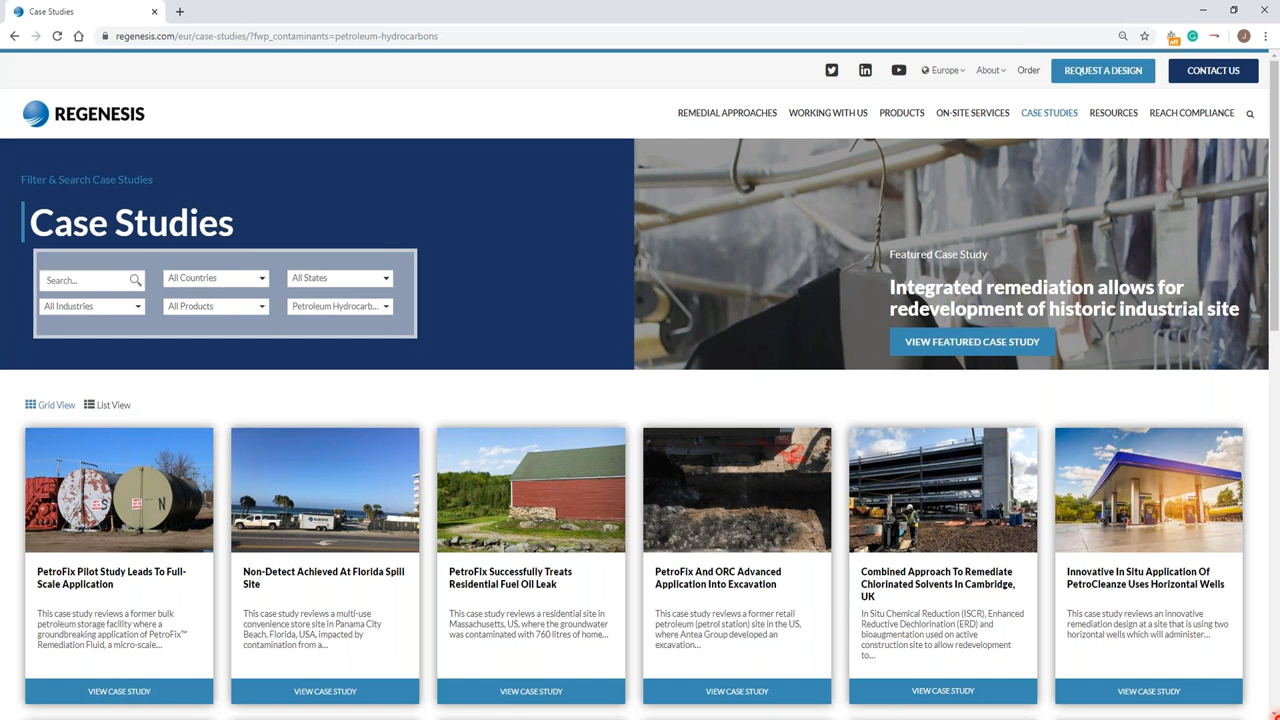 Case Studies
regenesis.com/eur/case-studies/?fwp_contaminants=petroleum-hydrocarbons
off
J
Europe
About
Order
REQUEST A DESIGN
CONTACT US
REGENESIS
REMEDIAL APPROACHES
WORKING WITH US
PRODUCTS
ON-SITE SERVICES
CASE STUDIES
RESOURCES
REACH COMPLIANCE
Filter & Search Case Studies
Case Studies
Search...
All Countries
All States
All Industries
All Products
Petroleum Hydrocarb...
Featured Case Study
Integrated remediation allows for
redevelopment of historic industrial site
VIEW FEATURED CASE STUDY
Grid View
List View
S
N
PetroFix Pilot Study Leads To Full-
Scale Application
This case study reviews a former bulk
petroleum storage facility where a
groundbreaking application of PetroFix™
Remediation Fluid, a micro-scale...
VIEW CASE STUDY
Non-Detect Achieved At Florida Spill
Site
This case study reviews a multi-use
convenience store site in Panama City
Beach, Florida, USA, impacted by
contamination from a...
VIEW CASE STUDY
PetroFix Successfully Treats
Residential Fuel Oil Leak
This case study reviews a residential site in
Massachusetts, US, where the groundwater
was contaminated with 760 litres of home...
VIEW CASE STUDY
PetroFix And ORC Advanced
Application Into Excavation
This case study reviews a former retail
petroleum (petrol station) site in the US,
where Antea Group developed an
excavation...
VIEW CASE STUDY
Combined Approach To Remediate
Chlorinated Solvents In Cambridge,
UK
In Situ Chemical Reduction (ISCR), Enhanced
Reductive Dechlorination (ERD) and
bioaugmentation used on active
construction site to allow redevelopment
to...
VIEW CASE STUDY
Innovative In Situ Application Of
PetroCleanze Uses Horizontal Wells
This case study reviews an innovative
remediation design at a site that is using two
horizontal wells which will administer...
VIEW CASE STUDY